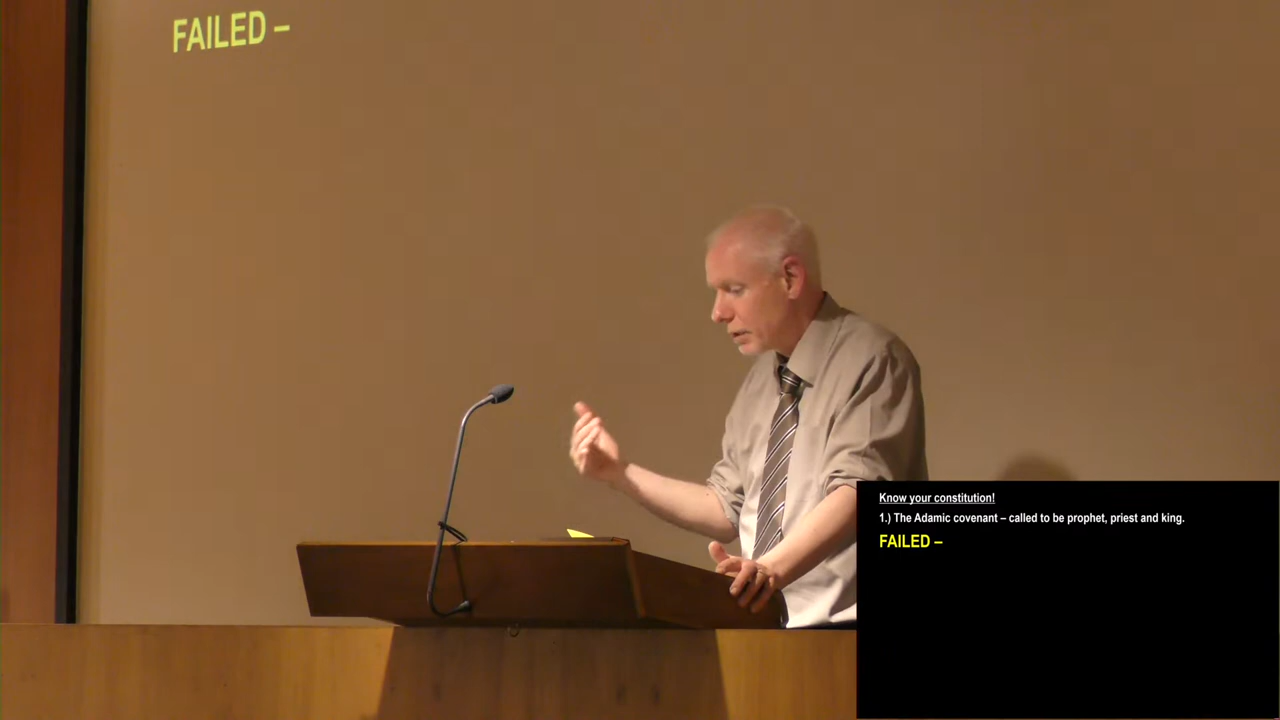 FAILED –
Know your constitution!
1.) The Adamic covenant – called to be prophet, priest and king.
FAILED –